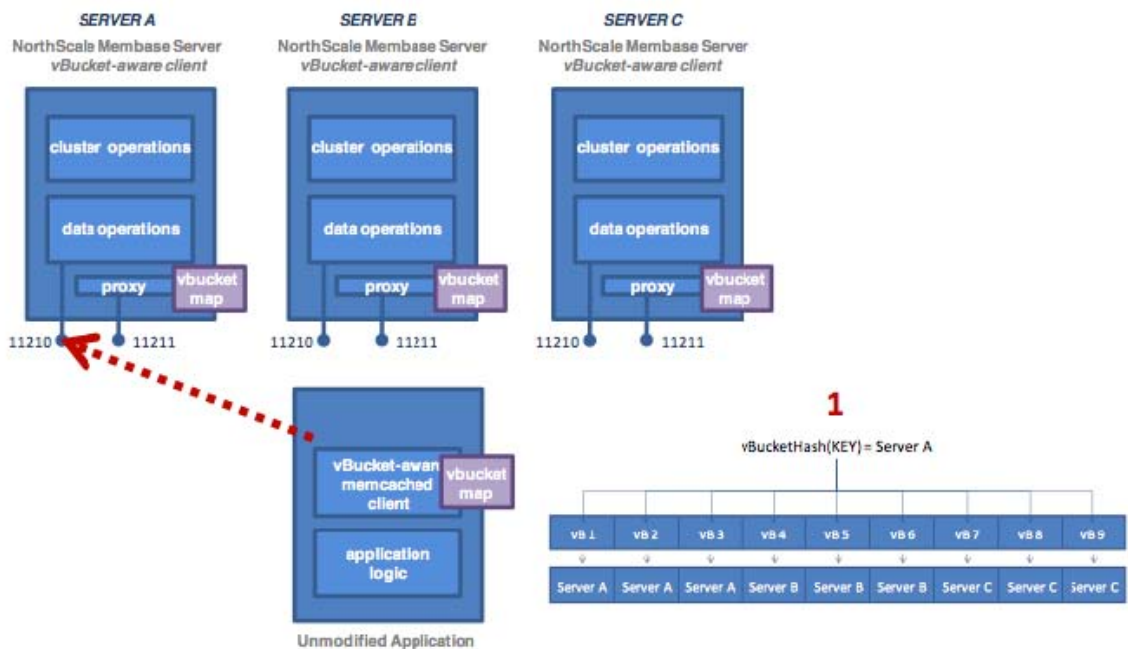 SERVER A
NorthScale Membase Server
vBucket-aware client
cluster operations
data operations
proxy
vbucket
map
11210
11211
SERVER B
NorthScale Membase Server
vBucket-aware client
cluster operations
data operations
proxy
vbucket
map
11210
11211
SERVER C
NorthScale Membase Server
vBucket-aware client
cluster operations
data operations
proxy
vbucket
map
11210
11211
vBucket-aware
memcached
client
vbucket
map
application
logic
Unmodified Application
1
vBucketHash(KEY) = Server A
vB 1 vB 2 vB 3 vB 4 vB 5 vB 6 vB 7 vB 8 vB 9
Server A Server A Server A Server B Server B Server B Server C Server C Server C